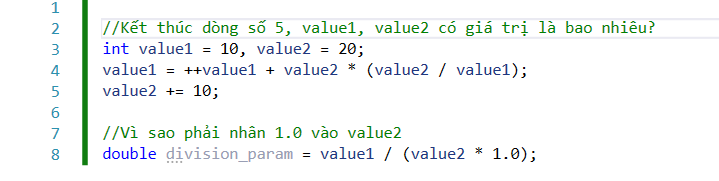 1
2 //Kết thúc dòng số 5, value1, value2 có giá trị là bao nhiêu?
3 int value1 = 10, value2 = 20;
4 value1 = ++value1 + value2 * (value2 / value1);
5 value2 += 10;
6
7 //Vì sao phải nhân 1.0 vào value2
8 double division_param = value1 / (value2 * 1.0);